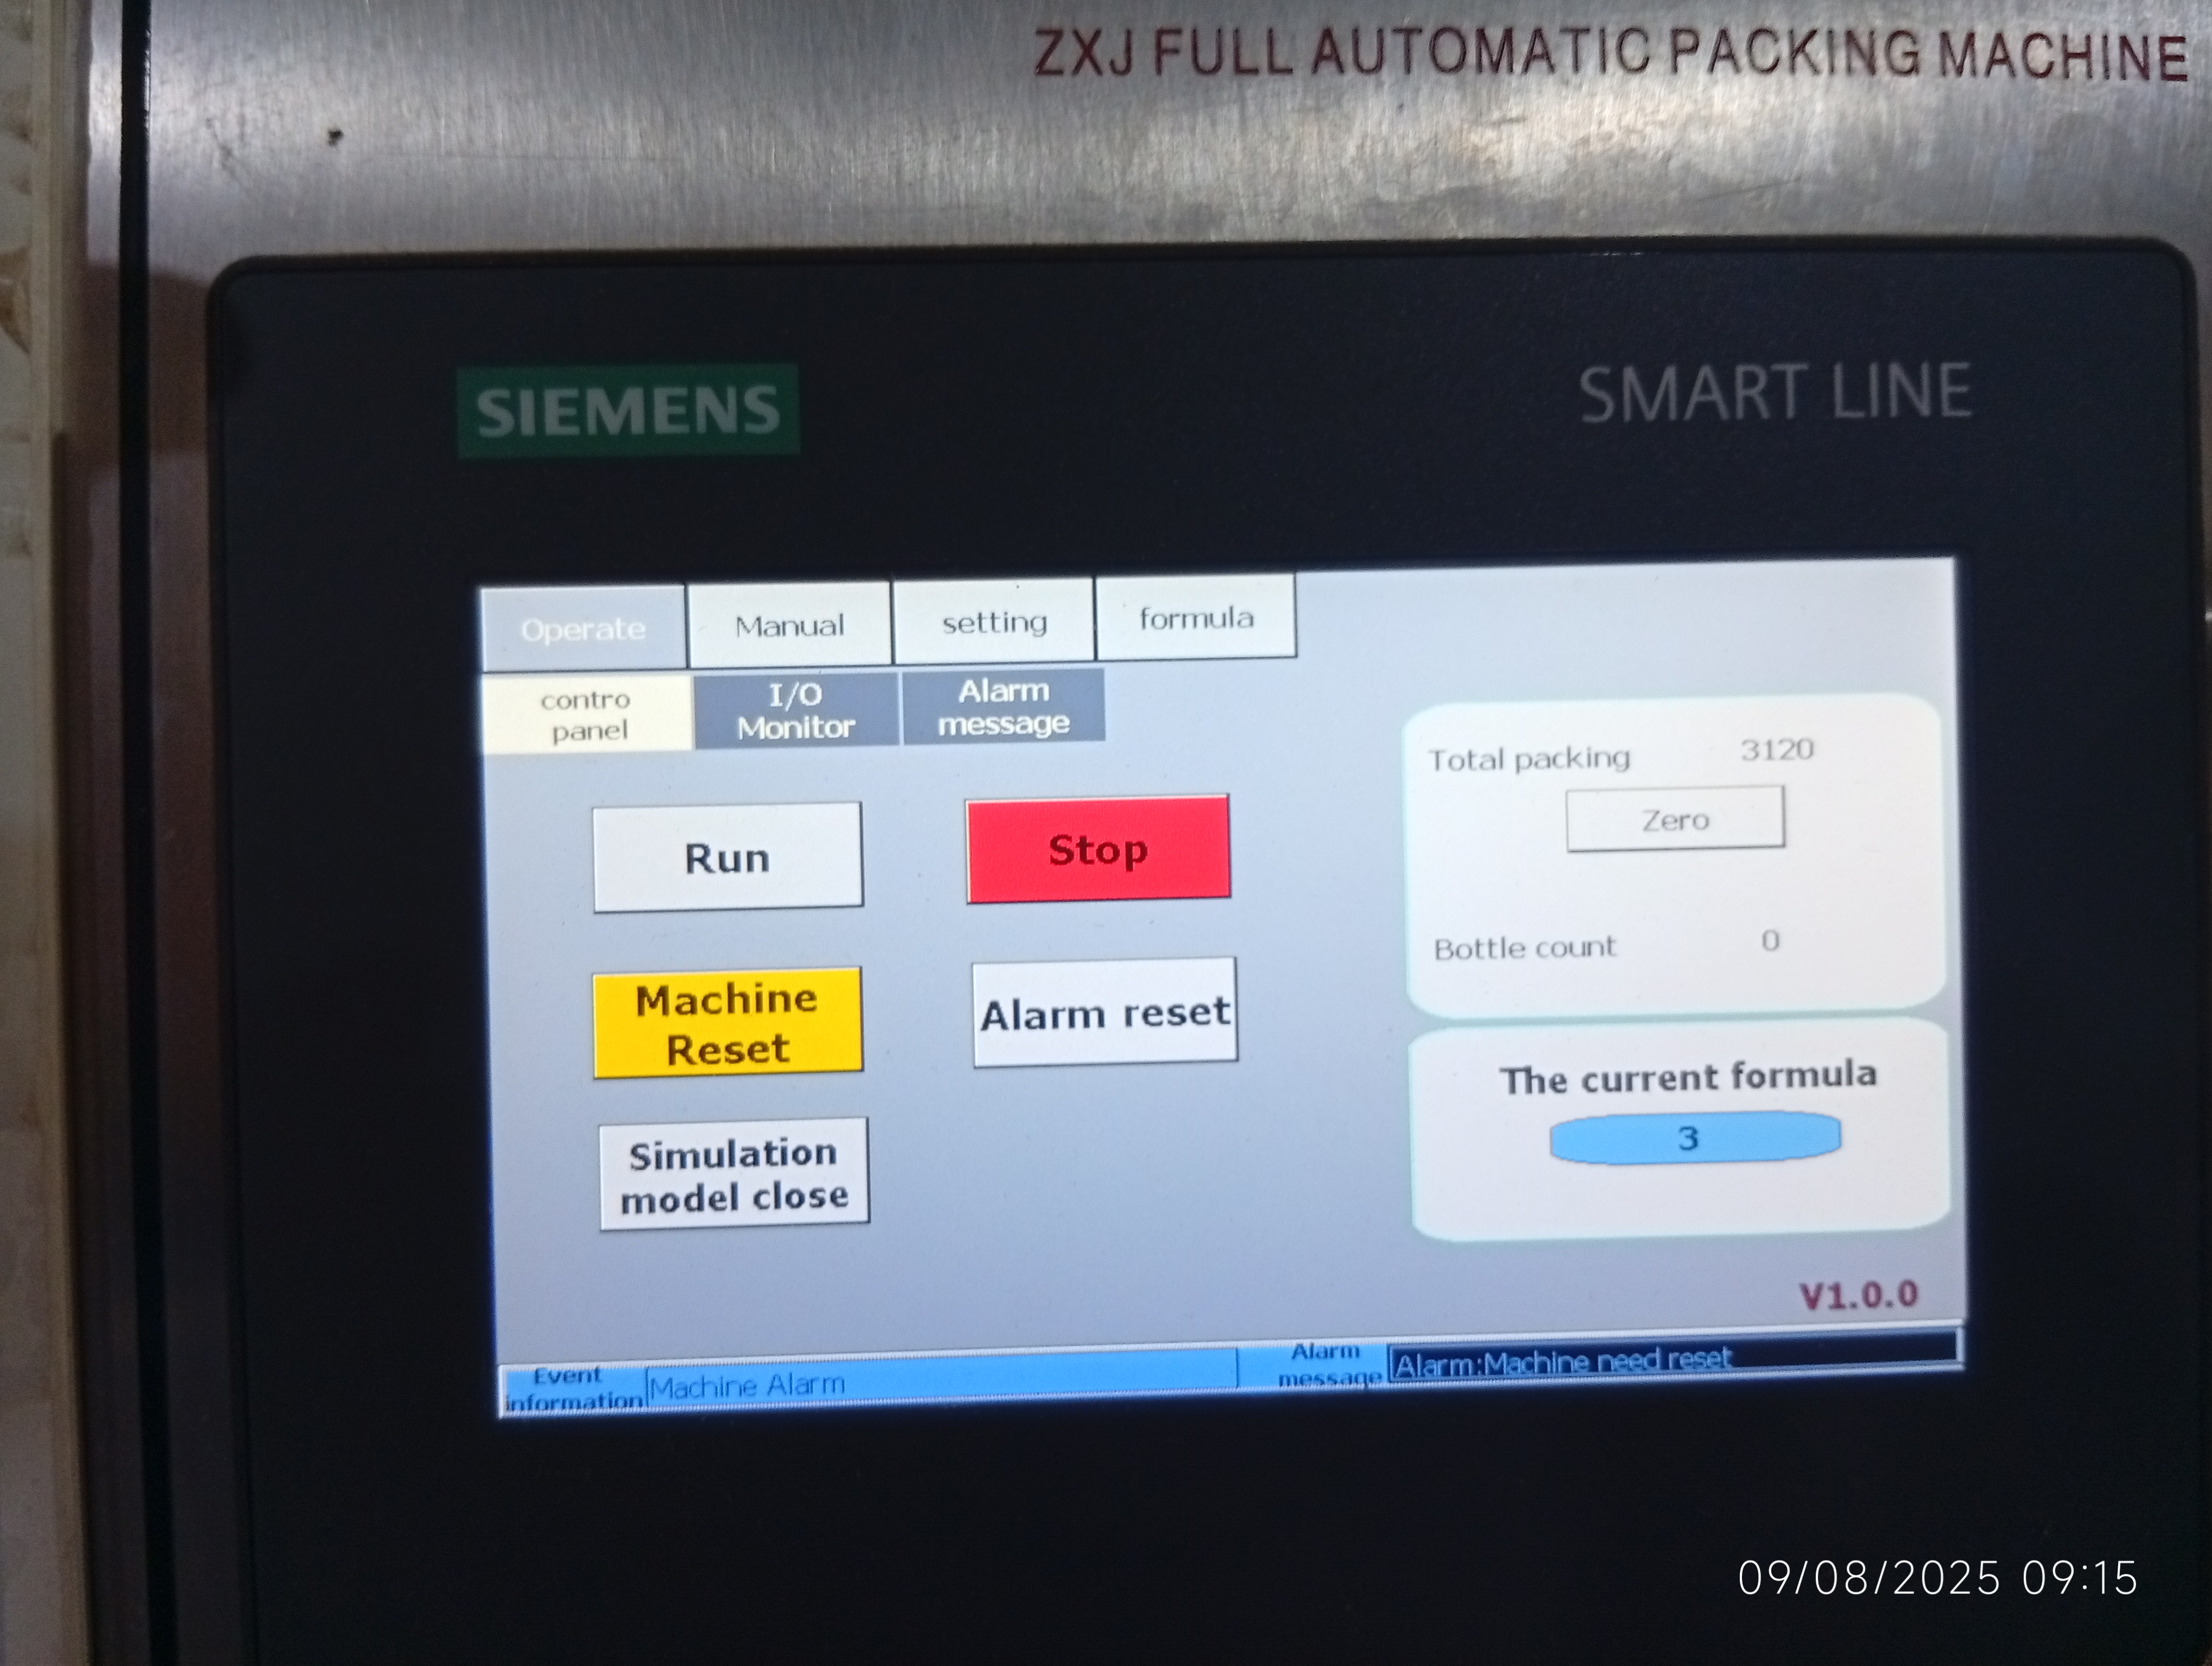 ZXJ FULL AUTOMATIC PACKING MACHINE
SIEMENS
SMART LINE
Operate
Manual
setting
formula
contro
panel
I/O
Monitor
Alarm
message
Total packing 3120
Zero
Run
Stop
Bottle count 0
Machine
Reset
Alarm reset
The current formula
3
Simulation
model close
V1.0.0
Event
information
Machine Alarm
Alarm
message
Alarm:Machine need reset
09/08/2025 09:15